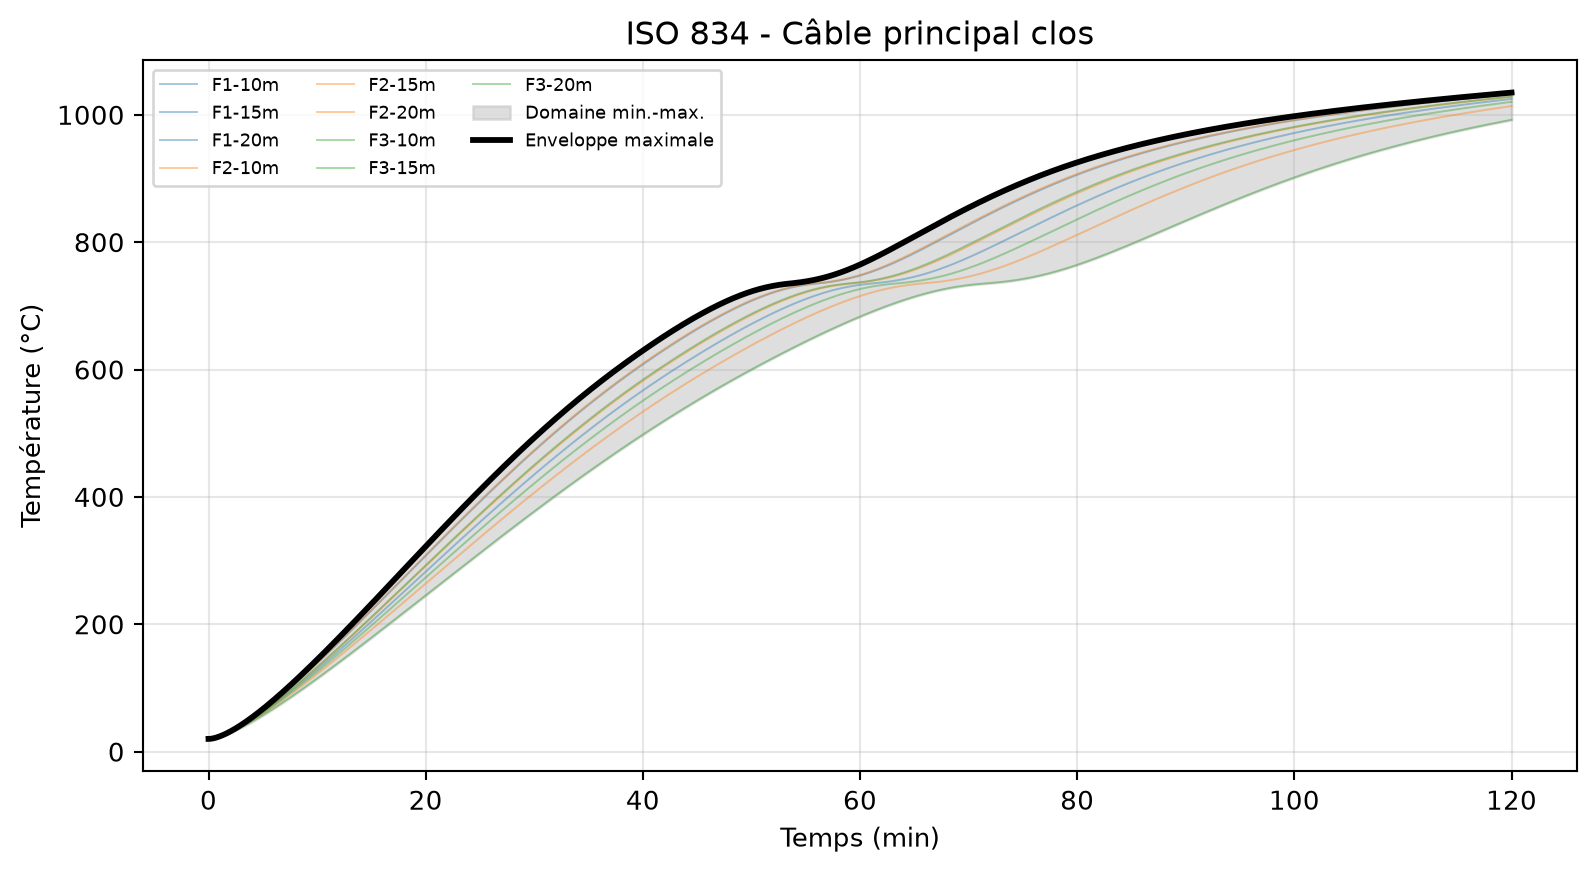 ISO 834 - Câble principal clos
F1-10m
F1-15m
F1-20m
F2-10m
F2-15m
F2-20m
F3-10m
F3-15m
F3-20m
Domaine min.-max.
Enveloppe maximale
Température (°C)
1000
800
600
400
200
0
0 20 40 60 80 100 120
Temps (min)